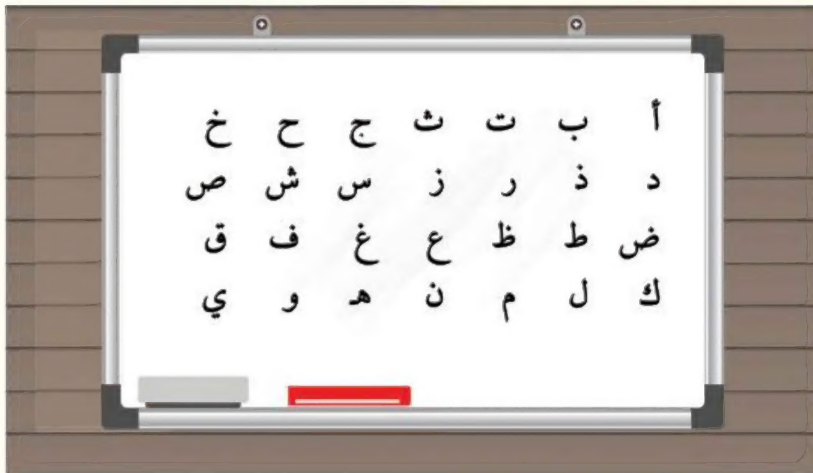 أ ب ت ث ج ح خ
د ذ ر ز س ش ص
ض ط ظ ع غ ف ق
ك ل م ن هـ و ي